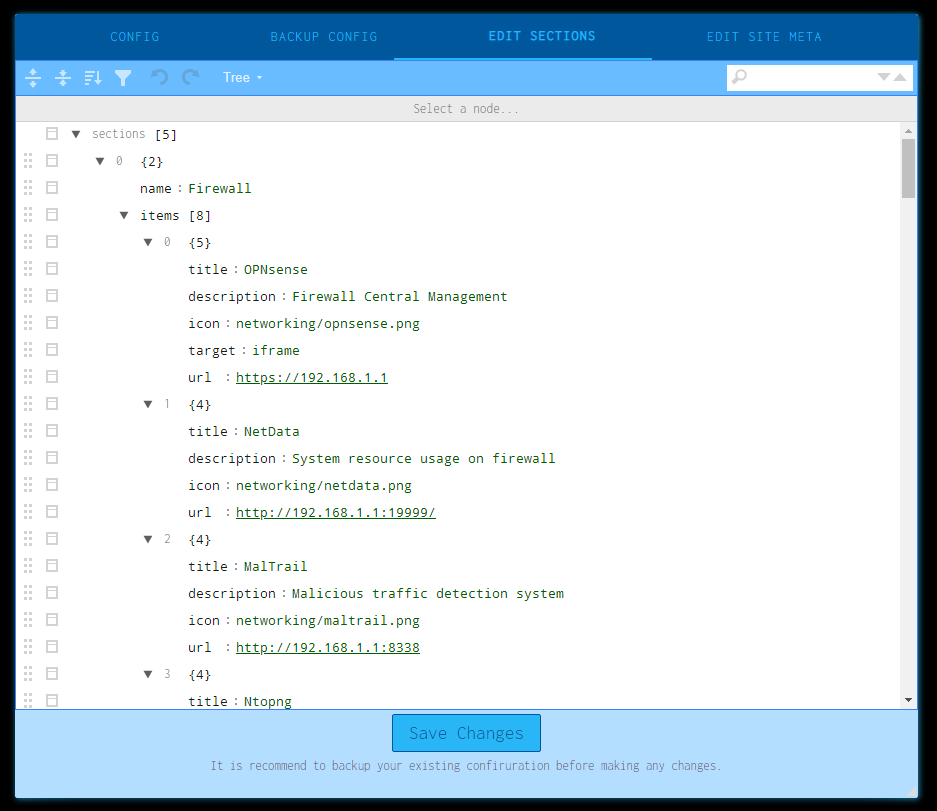 CONFIG BACKUP CONFIG EDIT SECTIONS EDIT SITE META
Tree
Select a node...
sections [5]
0 {2}
name : Firewall
items [8]
0 {5}
title : OPNsense
description : Firewall Central Management
icon : networking/opnsense.png
target : iframe
url : https://192.168.1.1
1 {4}
title : NetData
description : System resource usage on firewall
icon : networking/netdata.png
url : http://192.168.1.1:19999/
2 {4}
title : MalTrail
description : Malicious traffic detection system
icon : networking/maltrail.png
url : http://192.168.1.1:8338
3 {4}
title : Ntopng
Save Changes
It is recommend to backup your existing confiruration before making any changes.